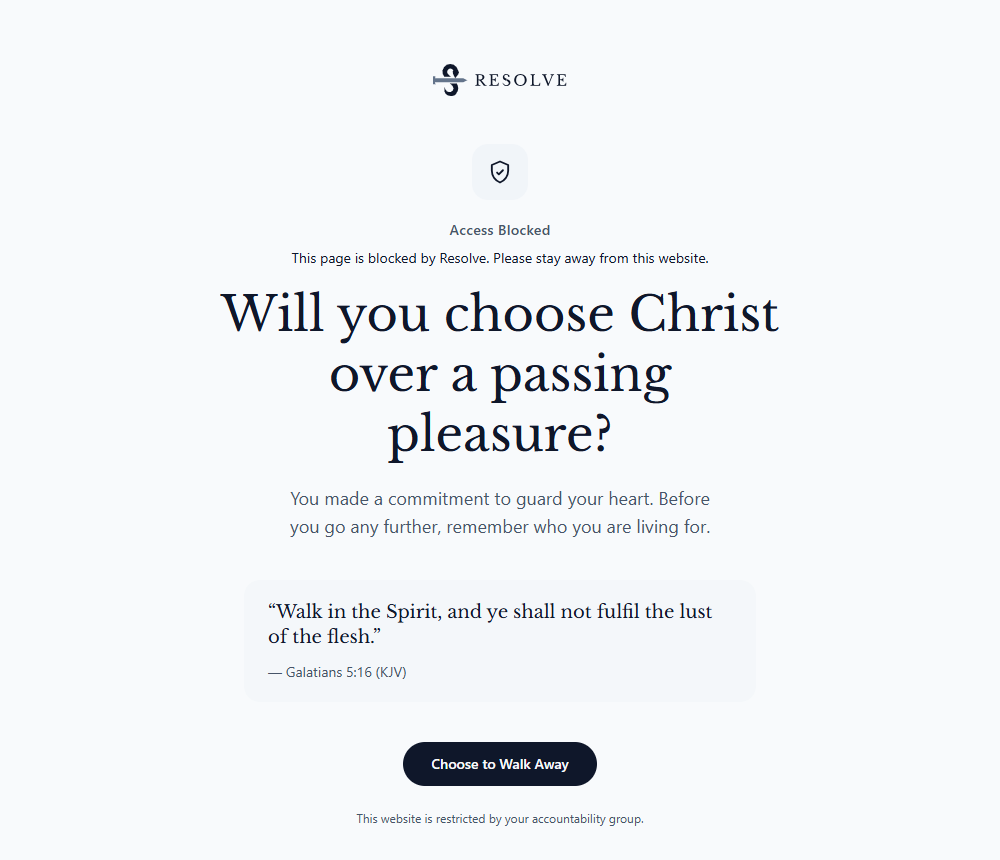 RESOLVE
Access Blocked
This page is blocked by Resolve. Please stay away from this website.
Will you choose Christ
over a passing
pleasure?
You made a commitment to guard your heart. Before
you go any further, remember who you are living for.
“Walk in the Spirit, and ye shall not fulfil the lust
of the flesh.”
— Galatians 5:16 (KJV)
Choose to Walk Away
This website is restricted by your accountability group.